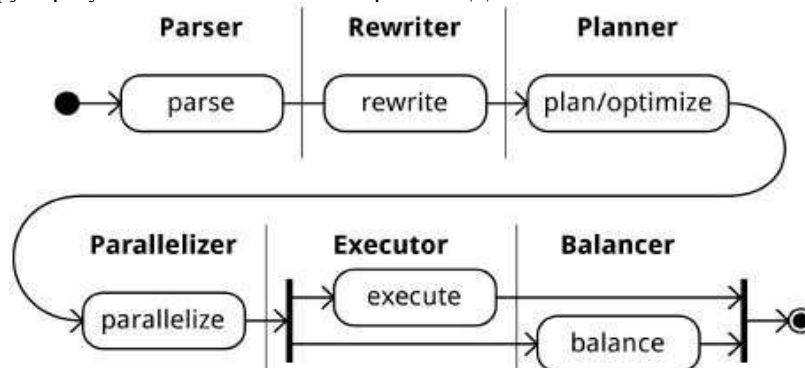 Parser Rewriter Planner
parse rewrite plan/optimize
Parallelizer Executor Balancer
execute
parallelize
balance